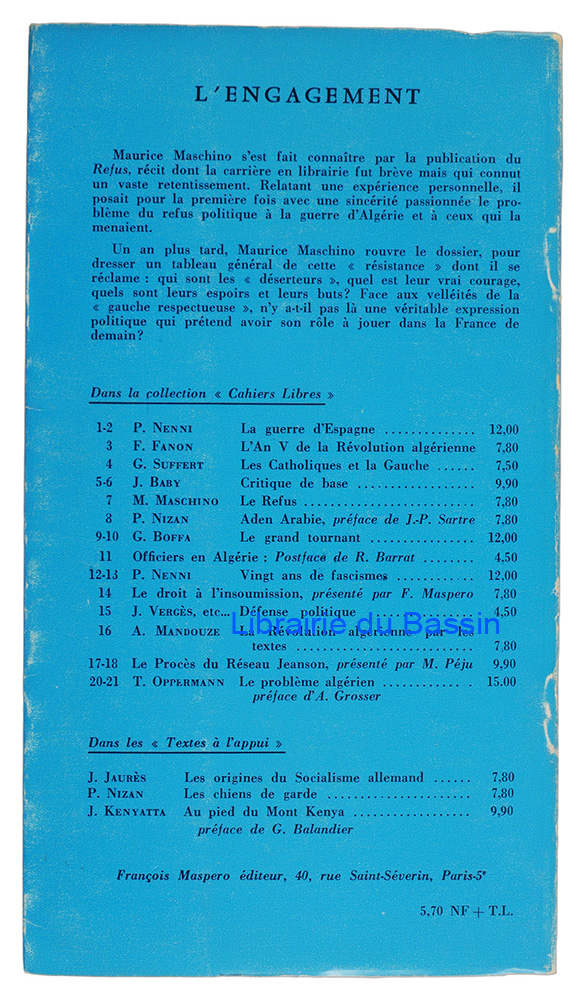 L'ENGAGEMENT
Maurice Maschino s'est fait connaître par la publication du
Refus, récit dont la carrière en librairie fut brève mais qui connut
un vaste retentissement. Relatant une expérience personnelle, il
posait pour la première fois avec une sincérité passionnée le pro-
blème du refus politique à la guerre d'Algérie et à ceux qui la
menaient.
Un an plus tard, Maurice Maschino rouvre le dossier, pour
dresser un tableau général de cette « résistance » dont il se
réclame : qui sont les « déserteurs », quel est leur vrai courage,
quels sont leurs espoirs et leurs buts? Face aux velléités de la
« gauche respectueuse », n'y a-t-il pas là une véritable expression
politique qui prétend avoir son rôle à jouer dans la France de
demain?
Dans la collection « Cahiers Libres »
1-2 P. NENNI La guerre d'Espagne .............. 12,00
3 F. FANON L'An V de la Révolution algérienne 7,80
4 G. SUFFERT Les Catholiques et la Gauche ...... 7,50
5-6 J. BABY Critique de base .................. 9,90
7 M. MASCHINO Le Refus .......................... 7,80
8 P. NIZAN Aden Arabie, préface de J.-P. Sartre 7,80
9-10 G. BOFFA Le grand tournant ................ 12,00
11 Officiers en Algérie : Postface de R. Barrat ........ 4,50
12-13 P. NENNI Vingt ans de fascismes ............ 12,00
14 Le droit à l'insoumission, présenté par F. Maspero 7,80
15 J. VERGÈS, etc... Défense politique ................ 4,50
Librairie du Bassin
16 A. MANDOUZE La Révolution algérienne par les
textes ............................ 7,80
17-18 Le Procès du Réseau Jeanson, présenté par M. Péju 9,90
20-21 T. OPPERMANN Le problème algérien ............. 15.00
préface d'A. Grosser
Dans les « Textes à l'appui »
J. JAURÈS Les origines du Socialisme allemand ...... 7,80
P. NIZAN Les chiens de garde ...................... 7,80
J. KENYATTA Au pied du Mont Kenya .................. 9,90
préface de G. Balandier
François Maspero éditeur, 40, rue Saint-Séverin, Paris-5e
5,70 NF + T.L.